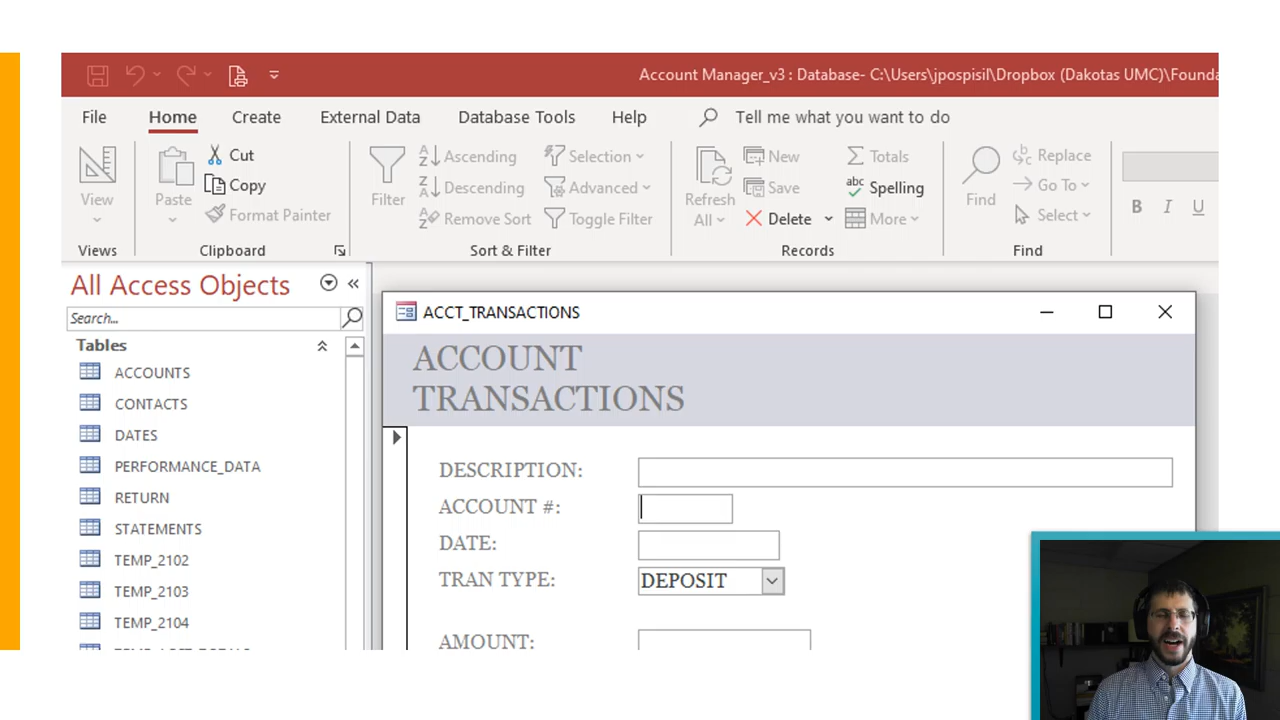 Account Manager_v3 : Database- C:\Users\jpospisil\Dropbox (Dakotas UMC)\Founda
File Home Create External Data Database Tools Help Tell me what you want to do
View
Views
Paste
Cut
Copy
Format Painter
Clipboard
Filter
Ascending
Descending
Remove Sort
Selection
Advanced
Toggle Filter
Sort & Filter
Refresh
All
New
Save
Delete
Totals
abc Spelling
More
Records
Find
Replace
Go To
Select
Find
B I U
All Access Objects
Search...
Tables
ACCOUNTS
CONTACTS
DATES
PERFORMANCE_DATA
RETURN
STATEMENTS
TEMP_2102
TEMP_2103
TEMP_2104
ACCT_TRANSACTIONS
ACCOUNT
TRANSACTIONS
DESCRIPTION:
ACCOUNT #:
DATE:
TRAN TYPE: DEPOSIT
AMOUNT: